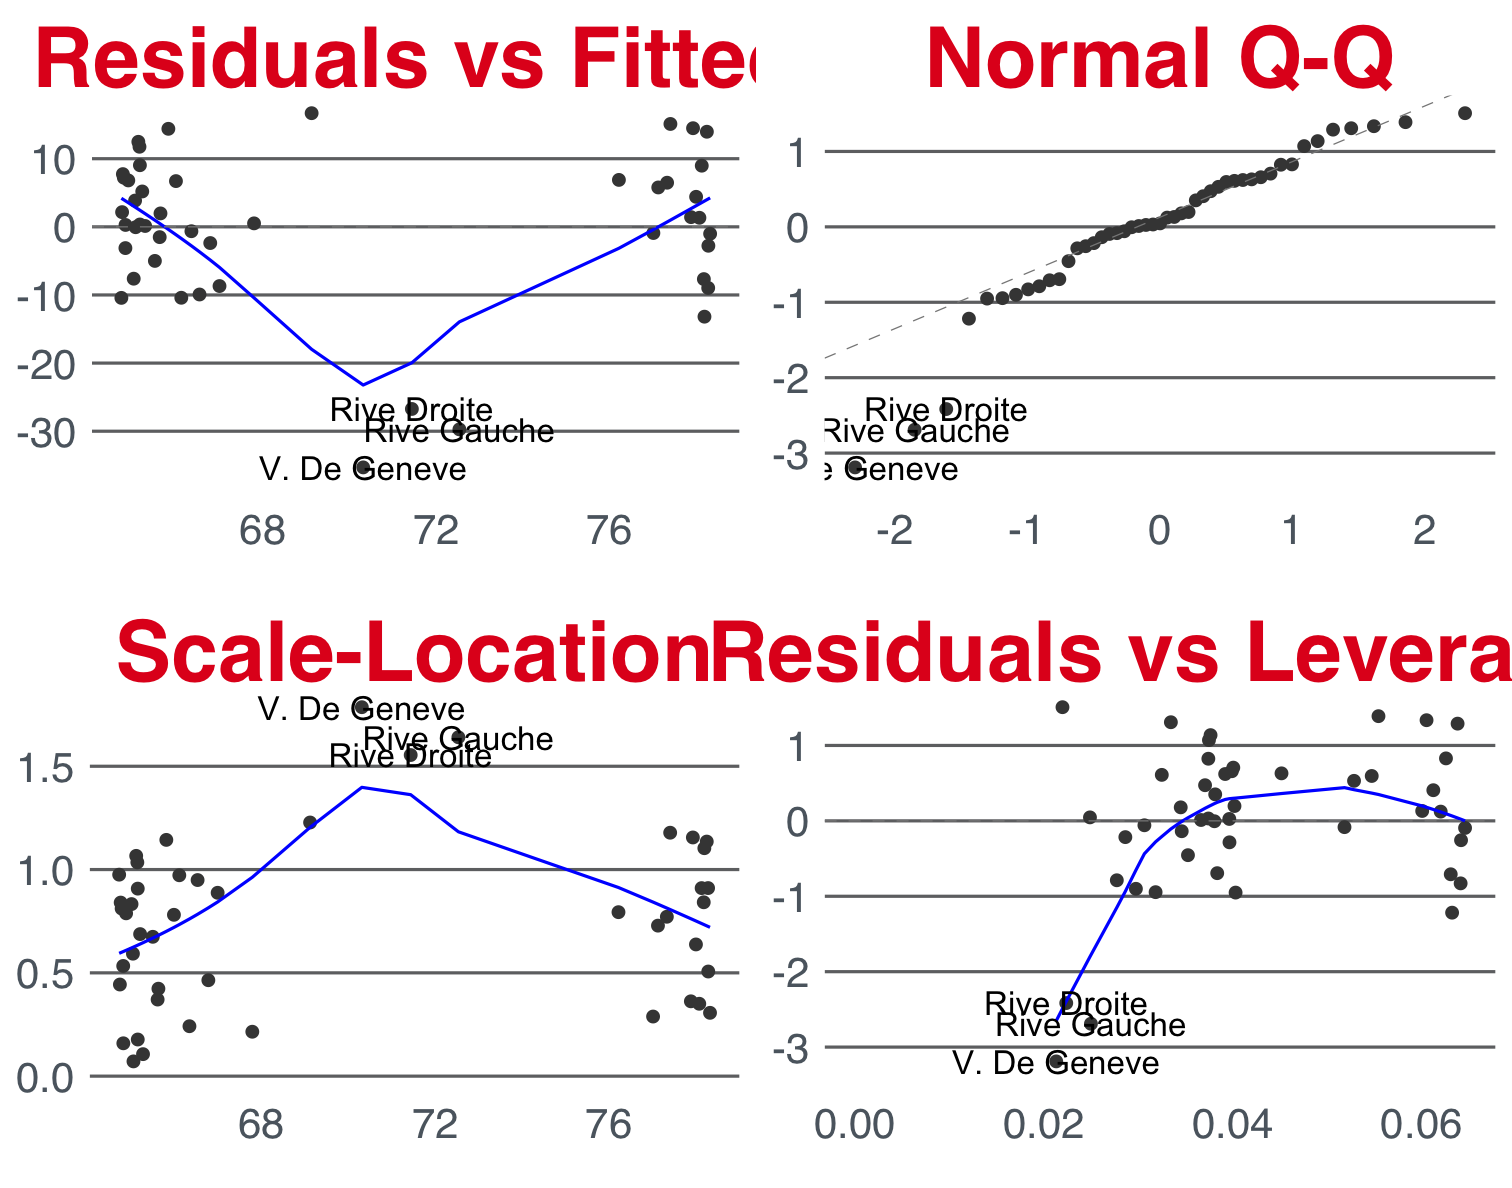 Residuals vs Fitted
10
0
-10
-20
-30
Rive Droite
Rive Gauche
V. De Geneve
68 72 76
Normal Q-Q
1
0
-1
-2
-3
Rive Droite
Rive Gauche
e Geneve
-2 -1 0 1 2
Scale-Location
V. De Geneve
Rive Gauche
Rive Droite
1.5
1.0
0.5
0.0
68 72 76
Residuals vs Levera
1
0
-1
-2
-3
Rive Droite
Rive Gauche
V. De Geneve
0.00 0.02 0.04 0.06